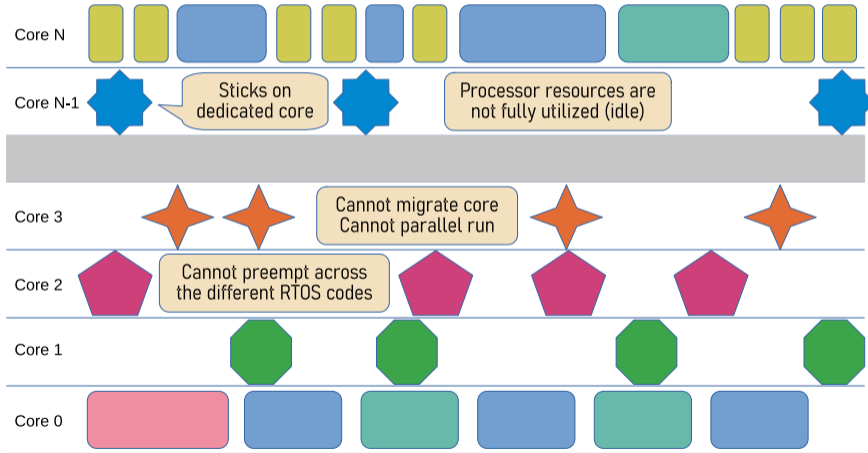 Core N
Core N-1
Sticks on
dedicated core
Processor resources are
not fully utilized (idle)
Core 3
Cannot migrate core
Cannot parallel run
Core 2
Cannot preempt across
the different RTOS codes
Core 1
Core 0